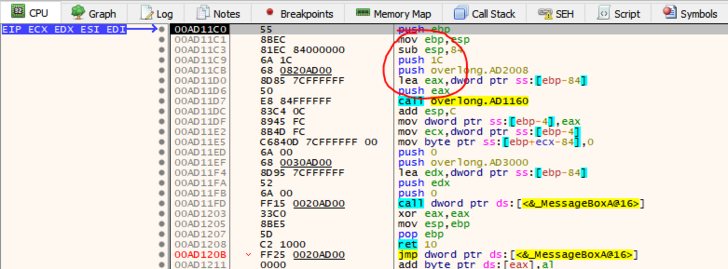 CPU Graph Log Notes Breakpoints Memory Map Call Stack SEH Script Symbols
EIP ECX EDX ESI EDI 00AD11C0 55 push ebp
00AD11C1 8BEC mov ebp,esp
00AD11C3 81EC 84000000 sub esp,84
00AD11C9 6A 1C push 1C
00AD11CB 68 0820AD00 push overlong.AD2008
00AD11D0 8D85 7CFFFFFF lea eax,dword ptr ss:[ebp-84]
00AD11D6 50 push eax
00AD11D7 E8 84FFFFFF call overlong.AD1160
00AD11DC 83C4 0C add esp,C
00AD11DF 8945 FC mov dword ptr ss:[ebp-4],eax
00AD11E2 8B4D FC mov ecx,dword ptr ss:[ebp-4]
00AD11E5 C6840D 7CFFFFFF 00 mov byte ptr ss:[ebp+ecx-84],0
00AD11ED 6A 00 push 0
00AD11EF 68 0030AD00 push overlong.AD3000
00AD11F4 8D95 7CFFFFFF lea edx,dword ptr ss:[ebp-84]
00AD11FA 52 push edx
00AD11FB 6A 00 push 0
00AD11FD FF15 0020AD00 call dword ptr ds:[<&_MessageBoxA@16>]
00AD1203 33C0 xor eax,eax
00AD1205 8BE5 mov esp,ebp
00AD1207 5D pop ebp
00AD1208 C2 1000 ret 10
00AD120B FF25 0020AD00 jmp dword ptr ds:[<&_MessageBoxA@16>]
00AD1211 0000 add byte ptr ds:[eax],al